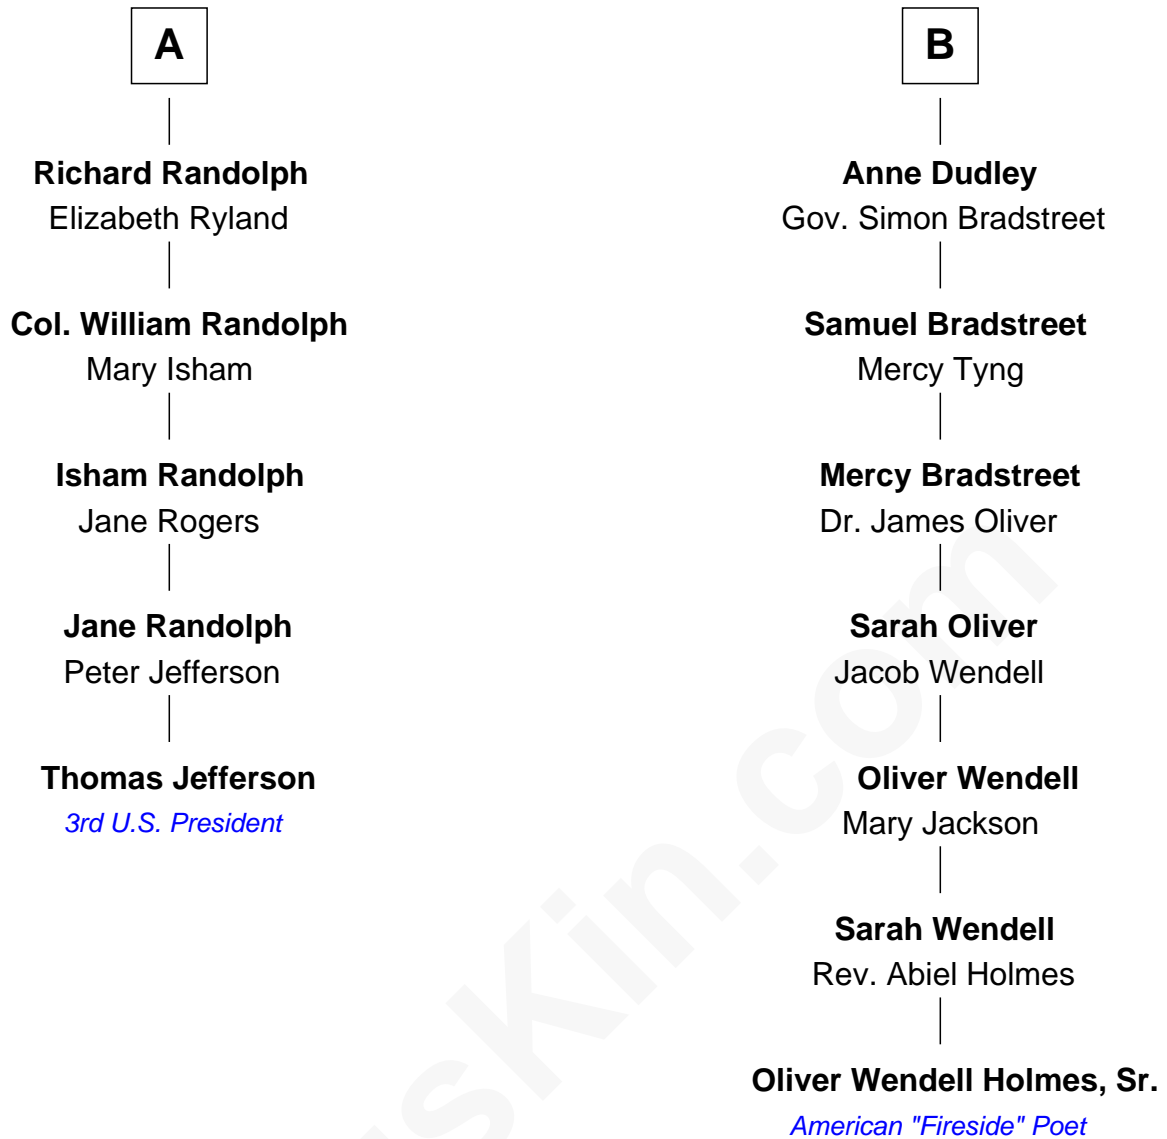 A
Richard Randolph
Elizabeth Ryland
Col. William Randolph
Mary Isham
Isham Randolph
Jane Rogers
Jane Randolph
Peter Jefferson
Thomas Jefferson
3rd U.S. President
B
Anne Dudley
Gov. Simon Bradstreet
Samuel Bradstreet
Mercy Tyng
Mercy Bradstreet
Dr. James Oliver
Sarah Oliver
Jacob Wendell
Oliver Wendell
Mary Jackson
Sarah Wendell
Rev. Abiel Holmes
Oliver Wendell Holmes, Sr.
American "Fireside" Poet
sKin.com